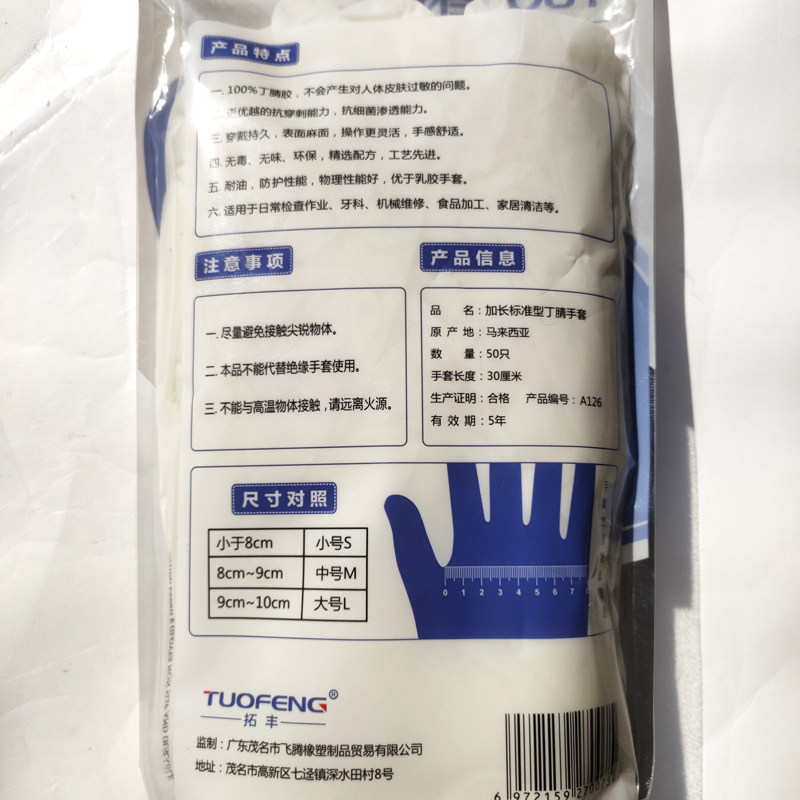 产品特点
一. 100%丁腈胶，不会产生对人体皮肤过敏的问题。
二. 更优越的抗穿刺能力，抗细菌渗透能力。
三. 穿戴持久，表面麻面，操作更灵活，手感舒适。
四. 无毒、无味、环保，精选配方，工艺先进。
五. 耐油，防护性能，物理性能好，优于乳胶手套。
六. 适用于日常检查作业、牙科、机械维修、食品加工、家居清洁等。
注意事项
一. 尽量避免接触尖锐物体。
二. 本品不能代替绝缘手套使用。
三. 不能与高温物体接触，请远离火源。
产品信息
品 名：加长标准型丁腈手套
原 产 地：马来西亚
数 量：50只
手套长度：30厘米
生产证明：合格 产品编号：A126
有 效 期：5年
尺寸对照
小于8cm 小号S
8cm~9cm 中号M
9cm~10cm 大号L
0 1 2 3 4 5 6 7
TUOFENG®
拓丰
监制：广东茂名市飞腾橡塑制品贸易有限公司
地址：茂名市高新区七迳镇深水田村8号
6 972159 2700